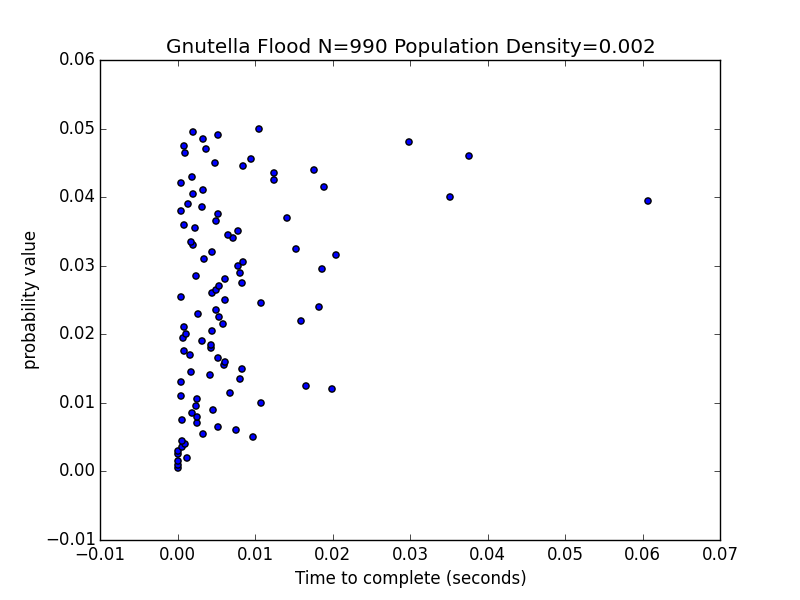 Gnutella Flood N=990 Population Density=0.002
0.06
0.05
0.04
0.03
0.02
0.01
0.00
−0.01
probability value
−0.01 0.00 0.01 0.02 0.03 0.04 0.05 0.06 0.07
Time to complete (seconds)